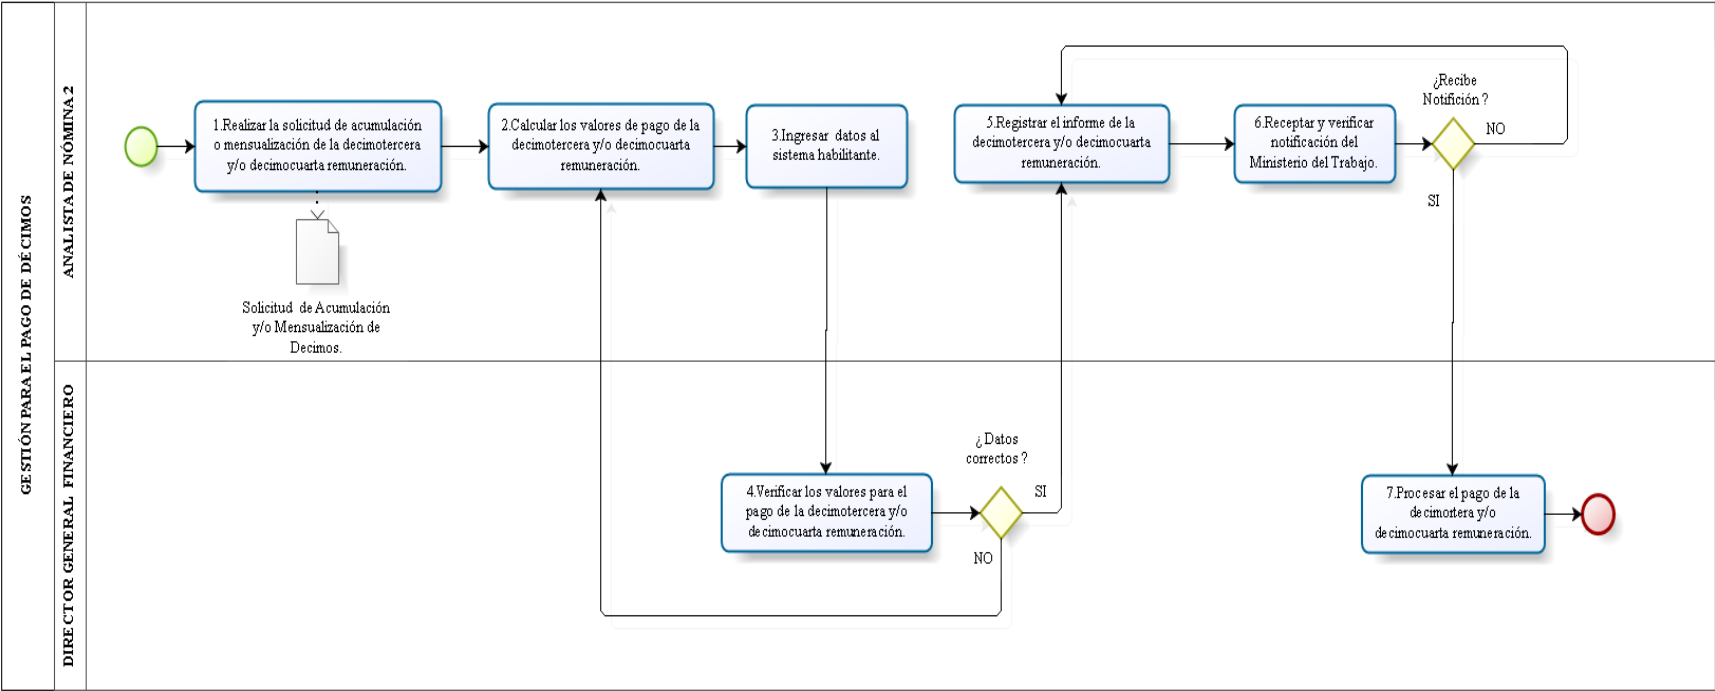 GESTIÓN PARA EL PAGO DE DÉCIMOS
ANALISTA DE NÓMINA 2
1.Realizar la solicitud de acumulación
o mensualización de la decimotercera
y/o decimocuarta remuneración.
Solicitud de Acumulación
y/o Mensualización de
Decimos.
2.Calcular los valores de pago de la
decimotercera y/o decimocuarta
remuneración.
3.Ingresar datos al
sistema habilitante.
5.Registrar el informe de la
decimotercera y/o decimocuarta
remuneración.
6.Receptar y verificar
notificación del
Ministerio del Trabajo.
¿Recibe
Notifición ?
NO
SI
DIRECTOR GENERAL FINANCIERO
4.Verificar los valores para el
pago de la decimotercera y/o
decimocuarta remuneración.
¿Datos
correctos ?
SI
NO
7.Procesar el pago de la
decimortera y/o
decimocuarta remuneración.